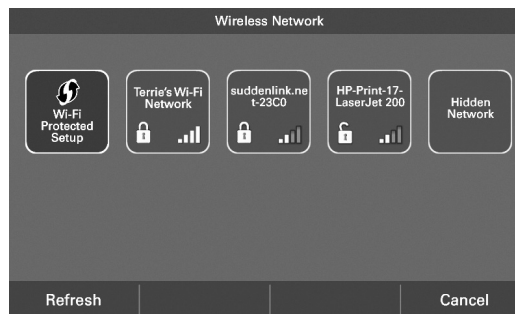 Wireless Network
Wi-Fi
Protected
Setup
Terrie's Wi-Fi
Network
suddenlink.ne
t-23C0
HP-Print-17-
LaserJet 200
Hidden
Network
Refresh
Cancel